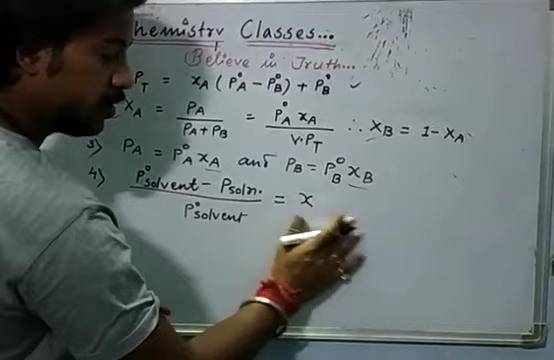 Chemistry Classes...
Believe in Truth...
P_T = x_A (P°_A - P°_B) + P°_B
X_A = P_A / (P_A + P_B) = P°_A x_A / V.P_T ∴ x_B = 1 - x_A
3) P_A = P°_A x_A and P_B = P°_B x_B
4) (P°solvent - Psoln.) / P°solvent = x